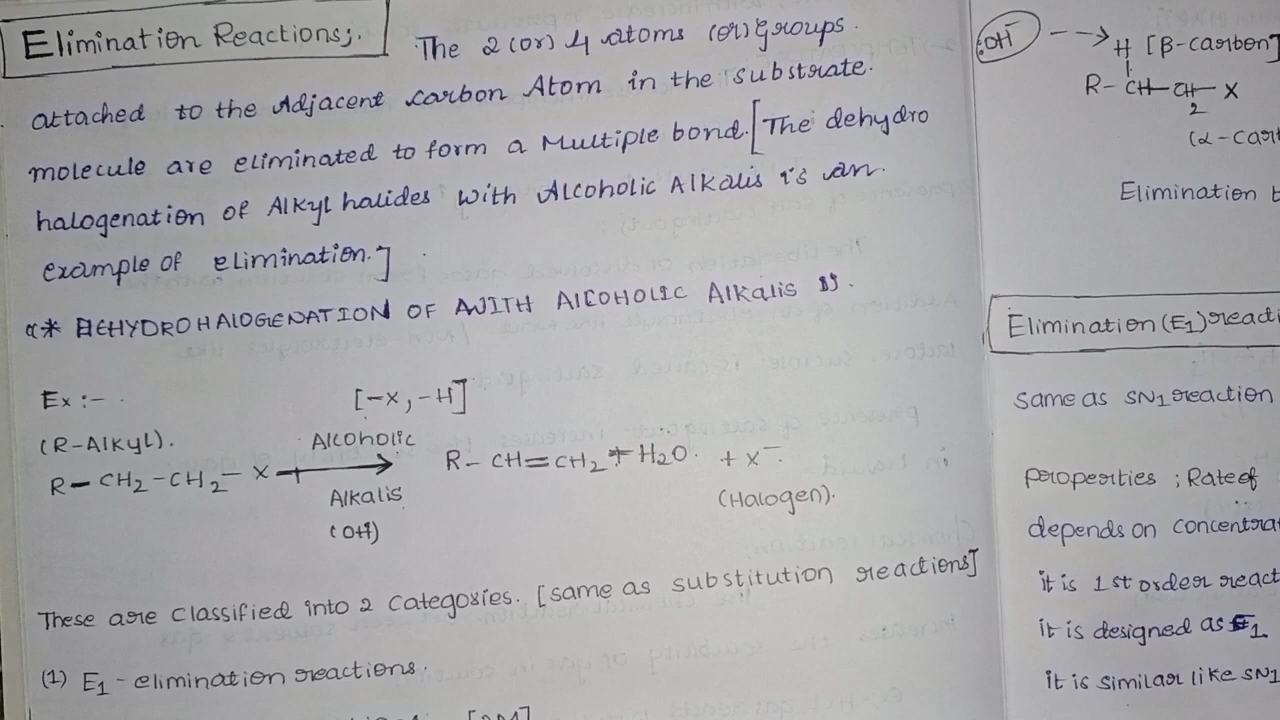 Elimination Reactions;. The 2 (or) 4 atoms (or) Groups.
attached to the Adjacent carbon Atom in the substrate.
molecule are eliminated to form a Multiple bond. [The dehydro
halogenation of Alkyl halides with Alcoholic Alkalis is an.
example of elimination.]
DEHYDROHALOGENATION OF WITH AlCOHOLIC Alkalis
Ex :- [-X, -H]
(R-Alkyl). Alcoholic
R-CH2-CH2-X + → R-CH=CH2 + H2O. + X⁻.
Alkalis (Halogen).
(OH)
These are classified into 2 categories. [same as substitution reactions]
(1) E1 - elimination reactions.
:OH⁻ --→ H [β-carbon]
R-CH-CH2-X
(α-car
Elimination
Elimination (E1) reacti
same as SN1 reaction
properties ; Rate of
depends on concentra
it is 1st order react
it is designed as E1
it is similar like SN1